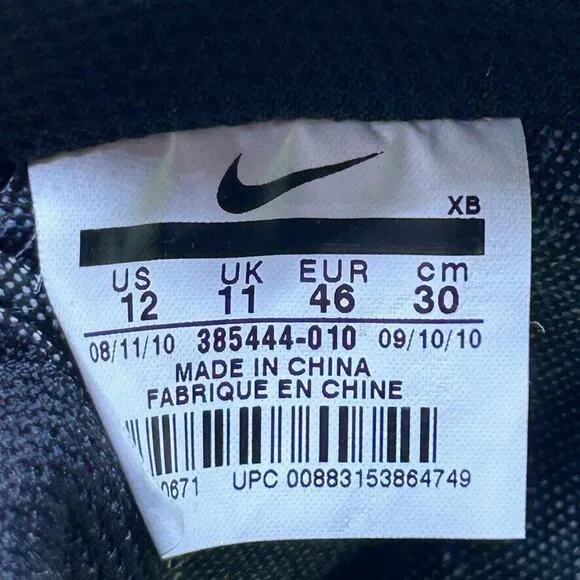 XB
US UK EUR cm
12 11 46 30
08/11/10 385444-010 09/10/10
MADE IN CHINA
FABRIQUE EN CHINE
0671 UPC 00883153864749